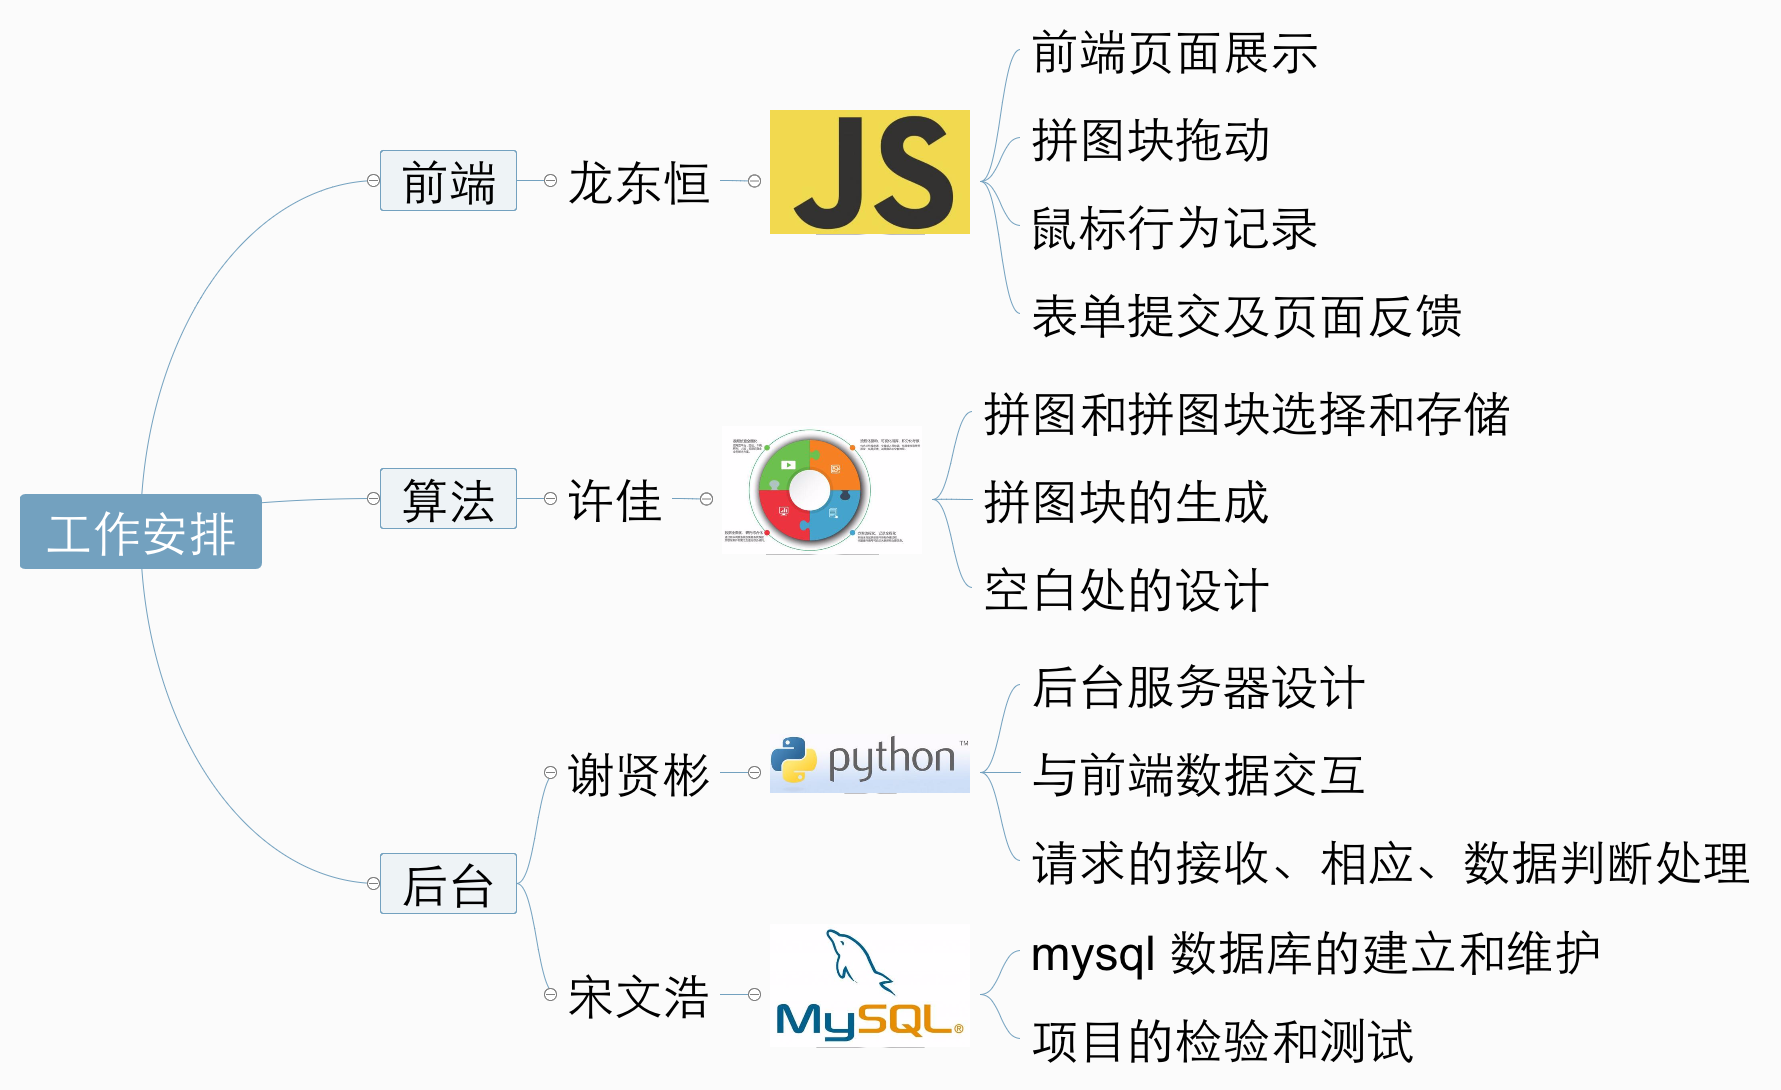 工作安排
前端
龙东恒
JS
前端页面展示
拼图块拖动
鼠标行为记录
表单提交及页面反馈
算法
许佳
拼图和拼图块选择和存储
拼图块的生成
空白处的设计
后台
谢贤彬
python™
后台服务器设计
与前端数据交互
请求的接收、相应、数据判断处理
宋文浩
MySQL®
mysql 数据库的建立和维护
项目的检验和测试